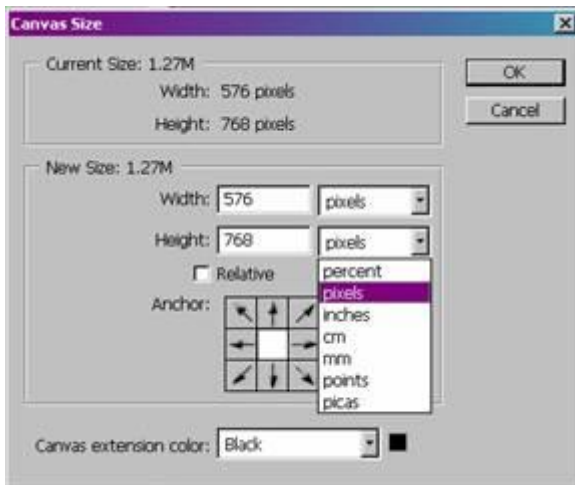 Canvas Size
Current Size: 1.27M
Width: 576 pixels
Height: 768 pixels
OK
Cancel
New Size: 1.27M
Width: 576 pixels
Height: 768 pixels
Relative
percent
pixels
inches
cm
mm
points
picas
Anchor:
Canvas extension color: Black